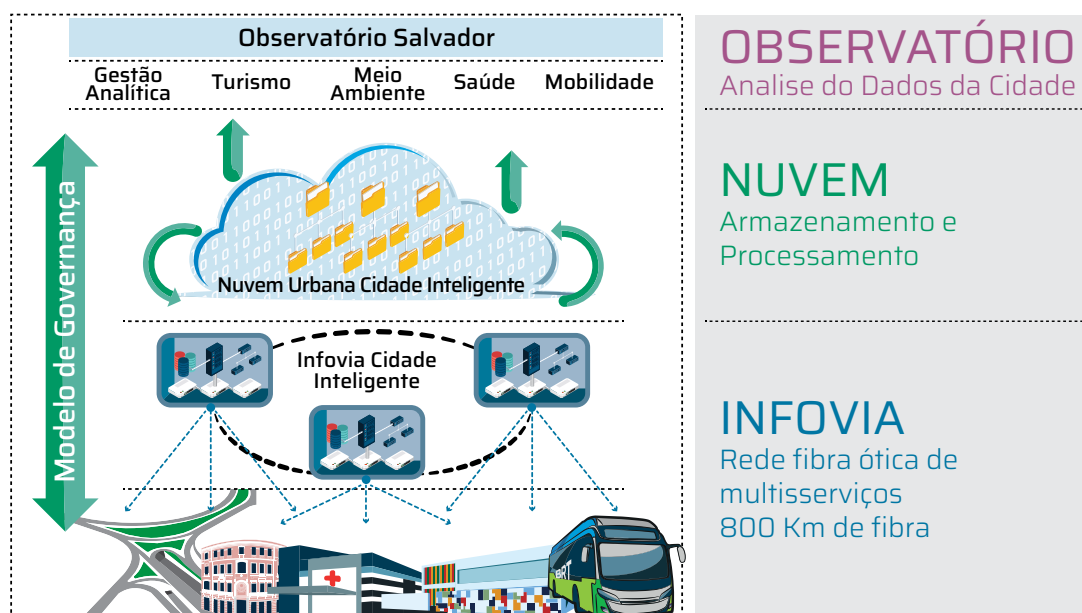 Observatório Salvador
Gestão
Analítica
Turismo
Meio
Ambiente
Saúde
Mobilidade
Modelo de Governança
Nuvem Urbana Cidade Inteligente
Infovia Cidade
Inteligente
OBSERVATÓRIO
Analise do Dados da Cidade
NUVEM
Armazenamento e
Processamento
INFOVIA
Rede fibra ótica de
multisserviços
800 Km de fibra